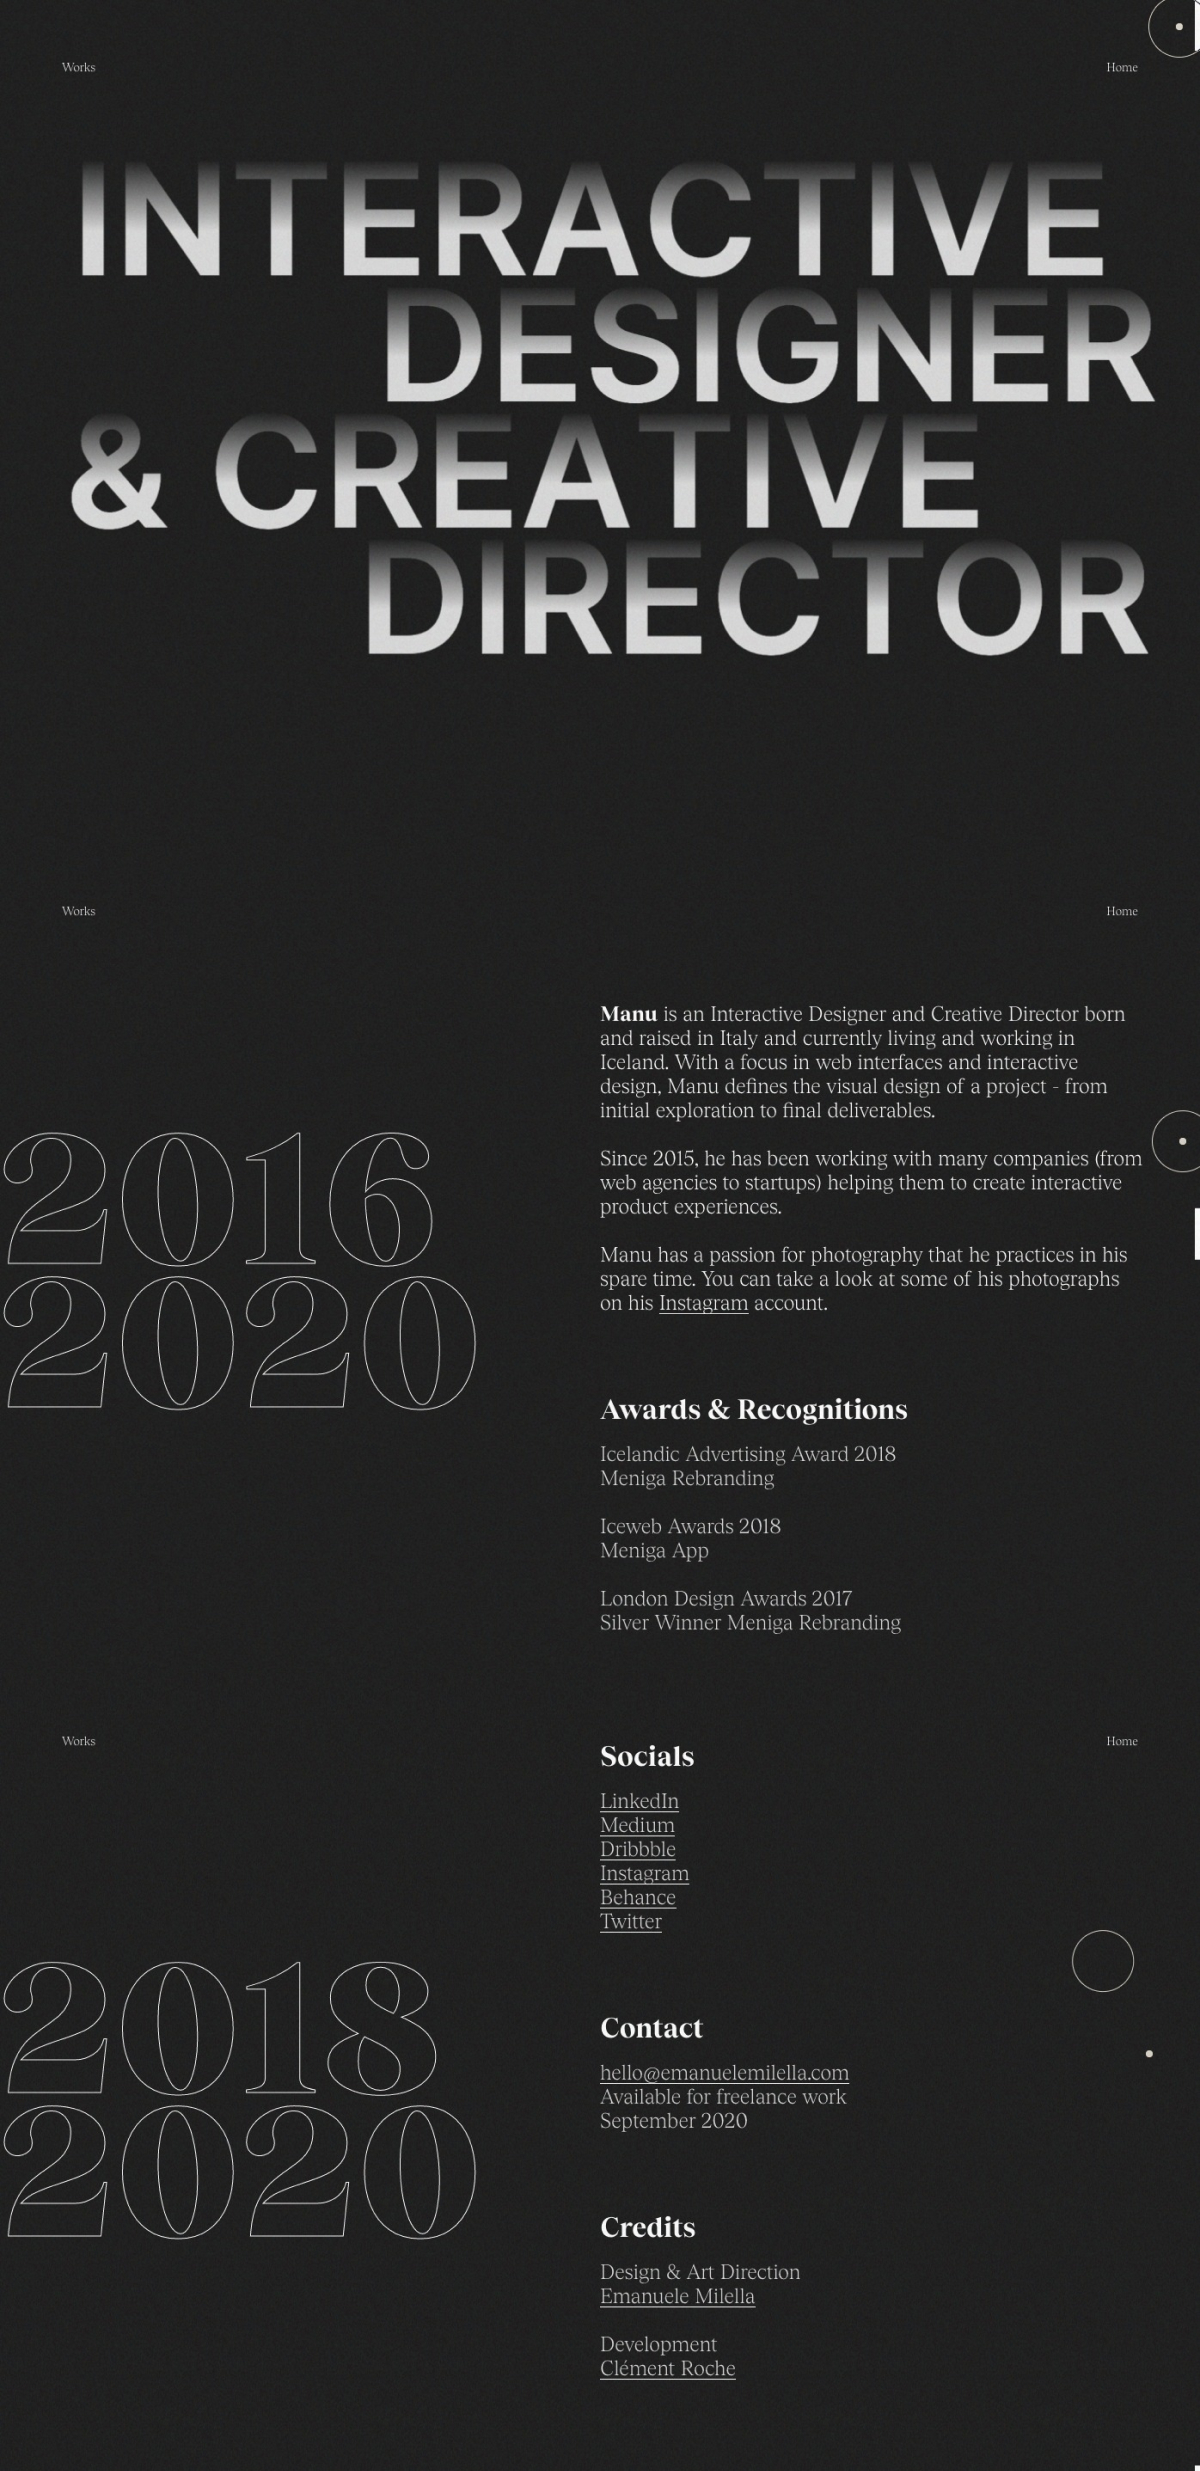 Works
Home
INTERACTIVE
DESIGNER
& CREATIVE
DIRECTOR
Works
Home
2016
2020
Manu is an Interactive Designer and Creative Director born
and raised in Italy and currently living and working in
Iceland. With a focus in web interfaces and interactive
design, Manu defines the visual design of a project - from
initial exploration to final deliverables.
Since 2015, he has been working with many companies (from
web agencies to startups) helping them to create interactive
product experiences.
Manu has a passion for photography that he practices in his
spare time. You can take a look at some of his photographs
on his Instagram account.
Awards & Recognitions
Icelandic Advertising Award 2018
Meniga Rebranding
Iceweb Awards 2018
Meniga App
London Design Awards 2017
Silver Winner Meniga Rebranding
Works
Home
2018
2020
Socials
LinkedIn
Medium
Dribbble
Instagram
Behance
Twitter
Contact
hello@emanuelemilella.com
Available for freelance work
September 2020
Credits
Design & Art Direction
Emanuele Milella
Development
Clément Roche